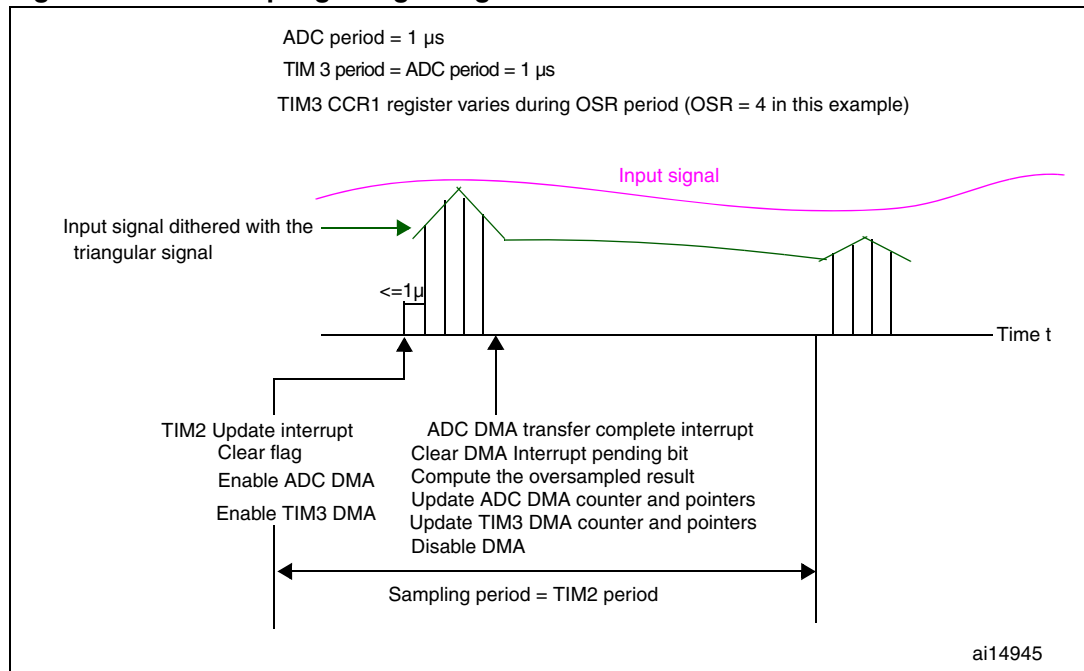 ADC period = 1 µs
TIM 3 period = ADC period = 1 µs
TIM3 CCR1 register varies during OSR period (OSR = 4 in this example)
Input signal
Input signal dithered with the
triangular signal
<=1µ
Time t
TIM2 Update interrupt
Clear flag
Enable ADC DMA
Enable TIM3 DMA
ADC DMA transfer complete interrupt
Clear DMA Interrupt pending bit
Compute the oversampled result
Update ADC DMA counter and pointers
Update TIM3 DMA counter and pointers
Disable DMA
Sampling period = TIM2 period
ai14945